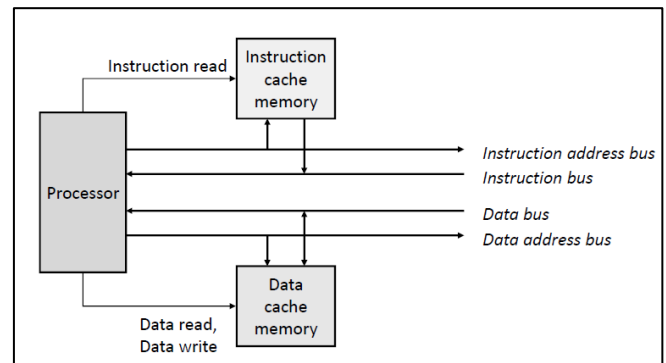 Instruction read
Instruction
cache
memory
Instruction address bus
Instruction bus
Processor
Data bus
Data address bus
Data
cache
memory
Data read,
Data write